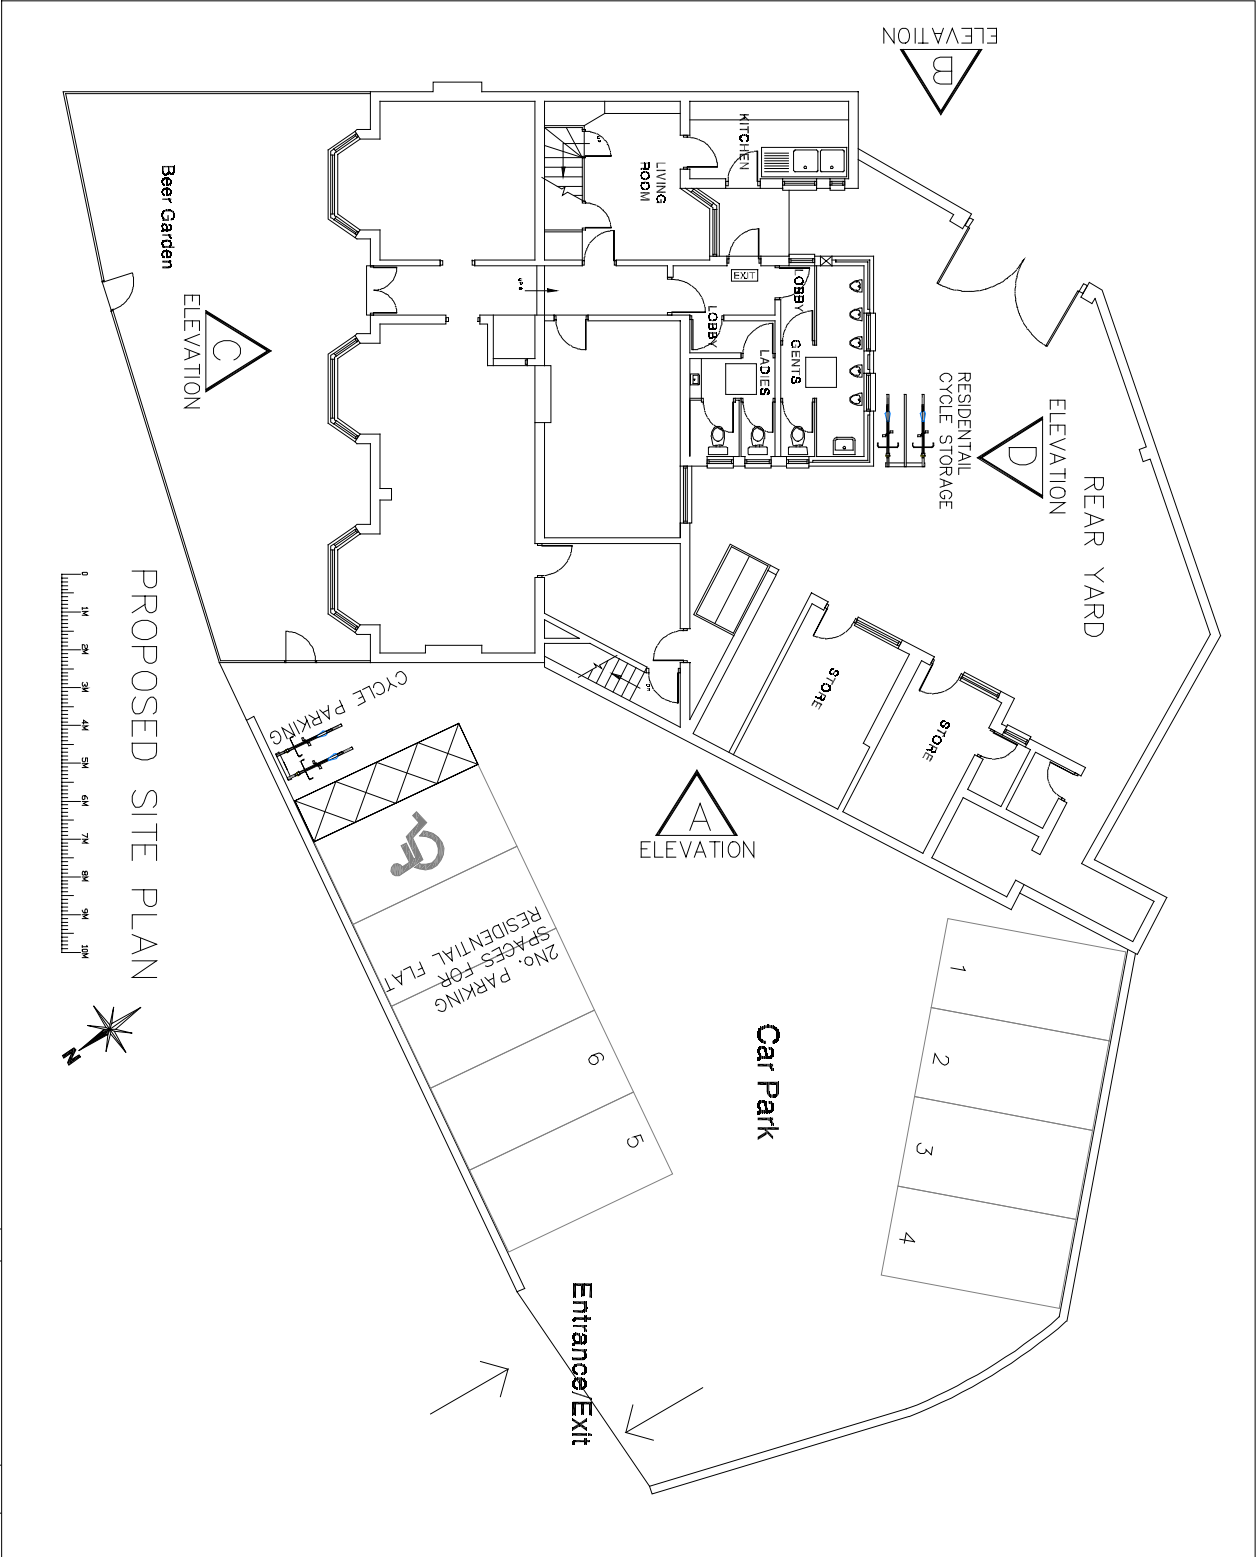 ELEVATION
B
KITCHEN
LIVING
ROOM
UP
Beer Garden
EXIT
LOBBY
LOBBY
GENTS
LADIES
ELEVATION
C
RESIDENTAIL
CYCLE STORAGE
ELEVATION
D
REAR YARD
STORE
STORE
DN
CYCLE PARKING
ELEVATION
A
2No. PARKING
SPACES FOR
RESIDENTIAL FLAT
6
5
1
2
3
4
Car Park
Entrance/Exit
PROPOSED SITE PLAN
0 1M 2M 3M 4M 5M 6M 7M 8M 9M 10M
N